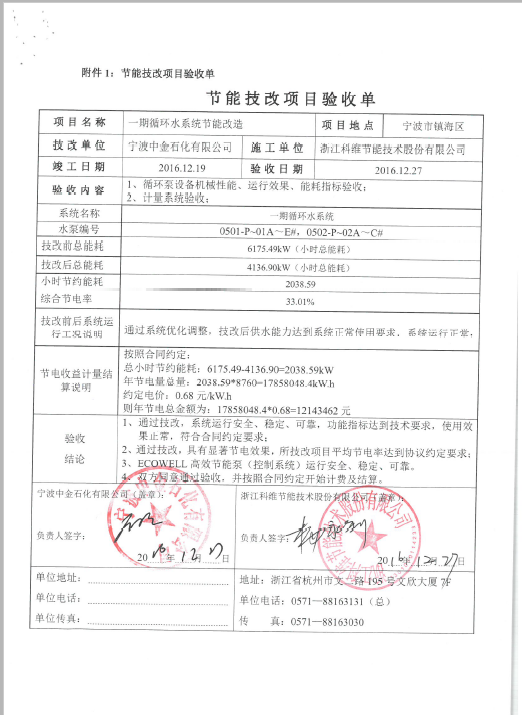 附件1：节能技改项目验收单
节能技改项目验收单
项目名称 一期循环水系统节能改造 项目地点 宁波市镇海区
技改单位 宁波中金石化有限公司 施工单位 浙江科维节能技术股份有限公司
竣工日期 2016.12.19 验收日期 2016.12.27
验收内容 1、循环泵设备机械性能、运行效果、能耗指标验收；
2、计量系统验收；
系统名称 一期循环水系统
水泵编号 0501-P-01A～E#，0502-P-02A～C#
技改前总能耗 6175.49kW（小时总能耗）
技改后总能耗 4136.90kW（小时总能耗）
小时节约能耗 2038.59
综合节电率 33.01%
技改前后系统运
行工况说明 通过系统优化调整，技改后供水能力达到系统正常使用要求，系统运行正常，
节电收益计量结
算说明
按照合同约定：
总小时节约能耗：6175.49-4136.90=2038.59kW
年节电量总量：2038.59*8760=17858048.4kW.h
约定电价：0.68 元/kW.h
则年节电总金额为：17858048.4*0.68=12143462 元
验收
结论
1、通过技改，系统运行安全、稳定、可靠，功能指标达到技术要求，使用效
果正常，符合合同约定要求；
2、通过技改，具有显著节电效果，所技改项目平均节电率达到协议约定要求；
3、ECOWELL 高效节能泵（控制系统）运行安全、稳定、可靠。
4、双方同意通过验收，并按照合同约定开始计费及结算。
宁波中金石化有限公司（盖章）： 浙江科维节能技术股份有限公司（盖章）：
负责人签字： 负责人签字：
2016年12月27日 2016年12月27日
单位地址： 地址：浙江省杭州市文二路 195 号文欣大厦 7F
单位电话： 单位电话：0571—88163131（总）
单位传真： 传 真：0571—88163030